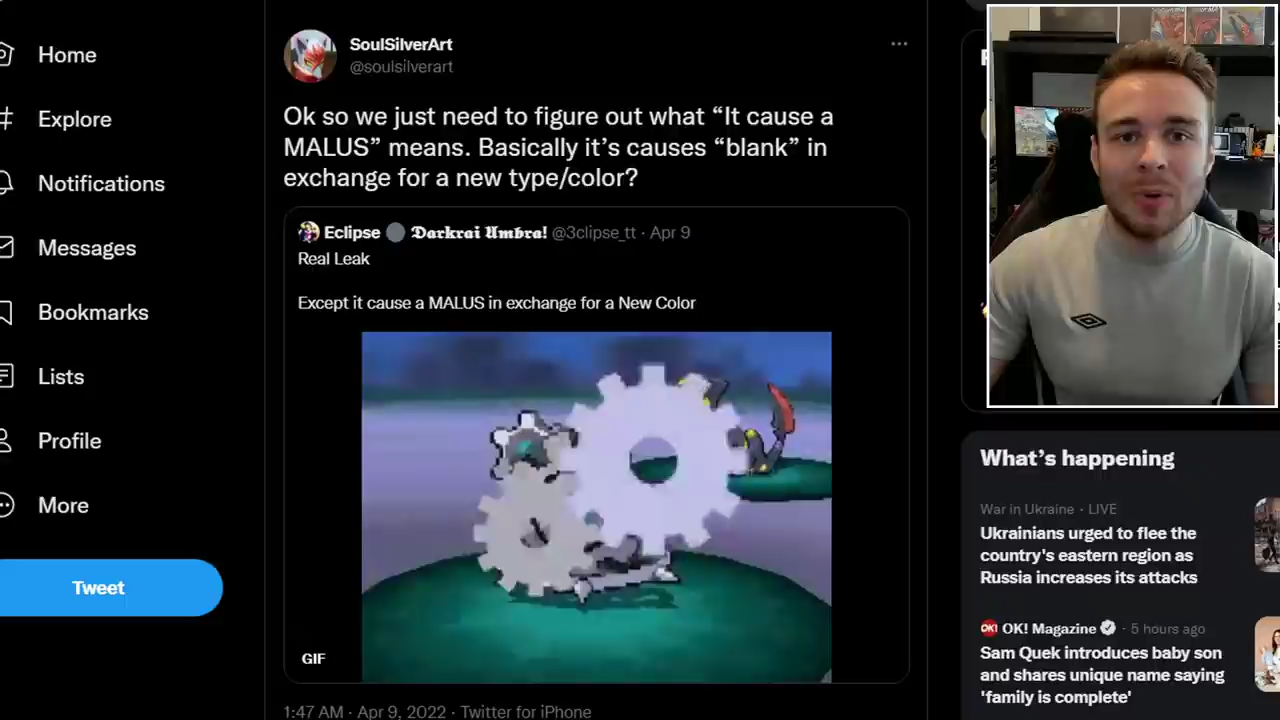 Home
Explore
Notifications
Messages
Bookmarks
Lists
Profile
More
Tweet
SoulSilverArt
@soulsilverart
Ok so we just need to figure out what “It cause a
MALUS” means. Basically it’s causes “blank” in
exchange for a new type/color?
Eclipse 𝕯𝖆𝖗𝖐𝖗𝖆𝖎 𝖀𝖒𝖇𝖗𝖆! @3clipse_tt · Apr 9
Real Leak
Except it cause a MALUS in exchange for a New Color
GIF
1:47 AM · Apr 9, 2022 · Twitter for iPhone
What’s happening
War in Ukraine · LIVE
Ukrainians urged to flee the
country's eastern region as
Russia increases its attacks
OK! OK! Magazine · 5 hours ago
Sam Quek introduces baby son
and shares unique name saying
'family is complete'